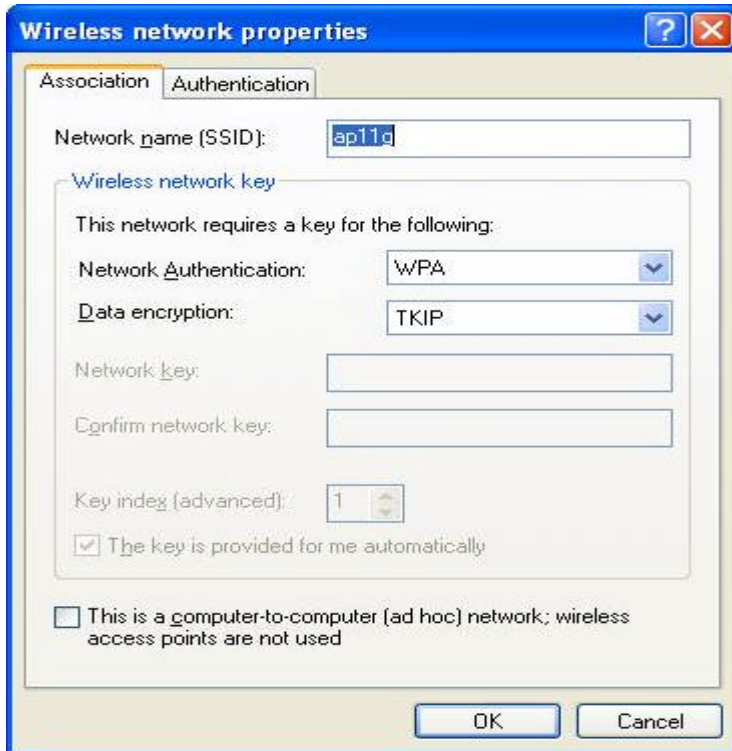 Wireless network properties
Association Authentication
Network name (SSID): ap11g
Wireless network key
This network requires a key for the following:
Network Authentication: WPA
Data encryption: TKIP
Network key:
Confirm network key:
Key index (advanced): 1
The key is provided for me automatically
This is a computer-to-computer (ad hoc) network; wireless
access points are not used
OK Cancel